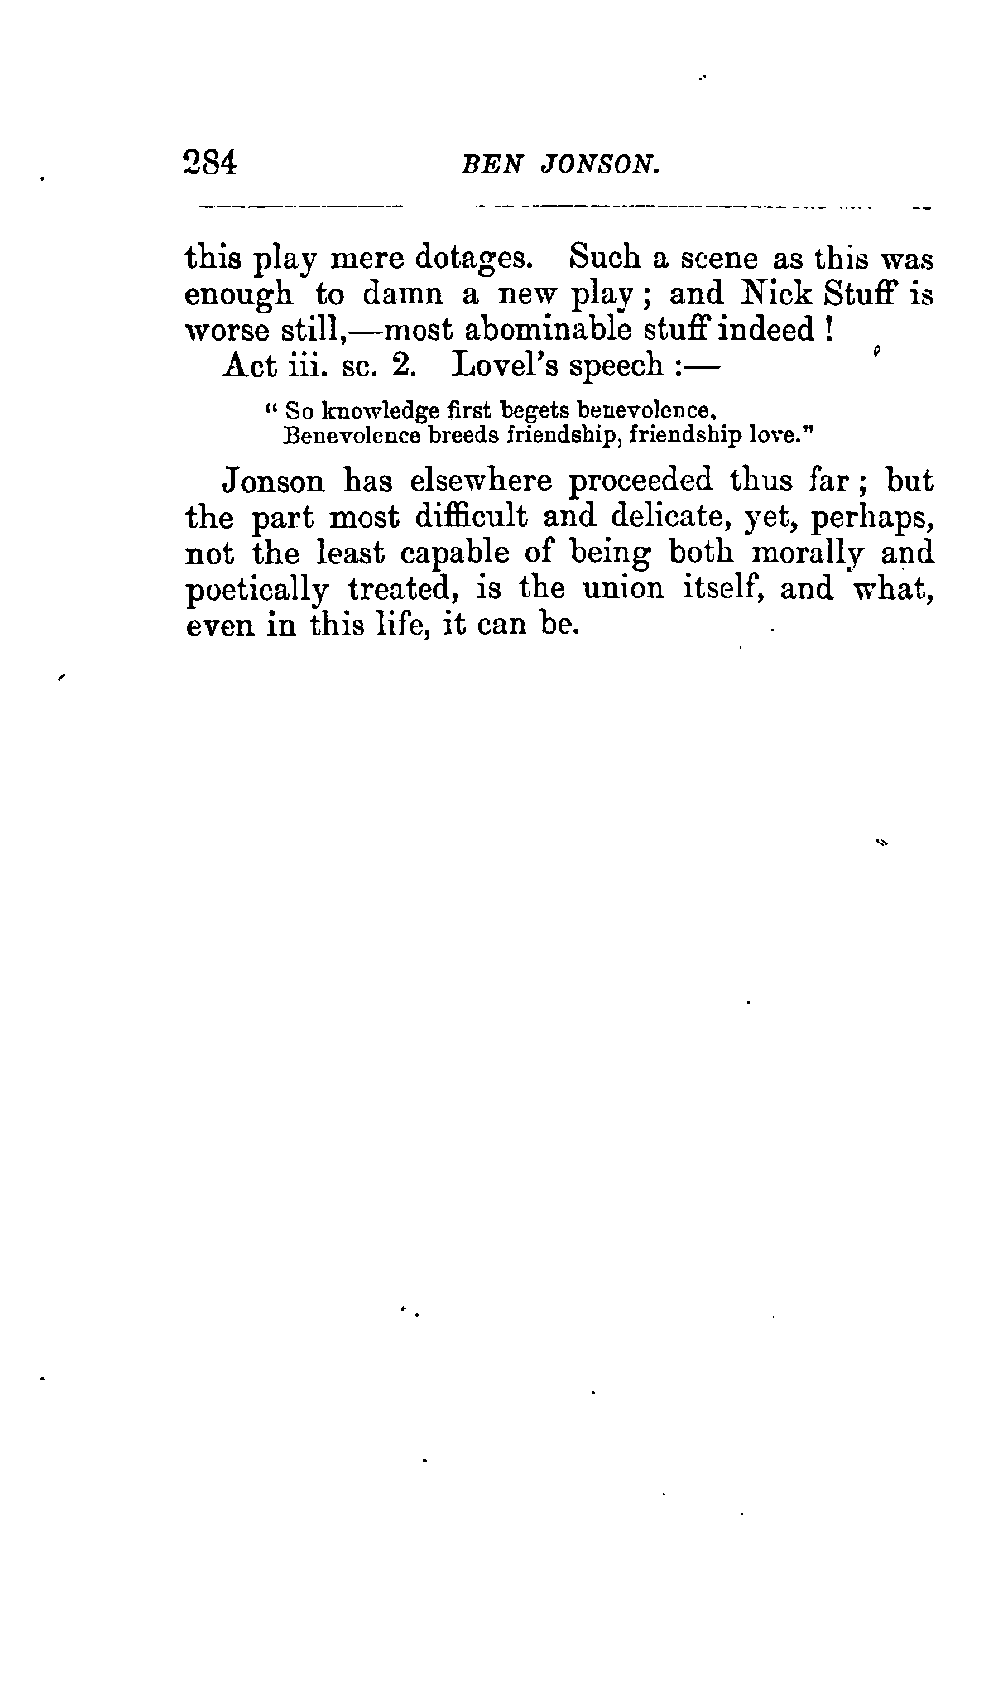 284 BEN JONSON.
this play mere dotages. Such a scene as this was
enough to damn a new play ; and Nick Stuff is
worse still,—most abominable stuff indeed !
Act iii. sc. 2. Lovel's speech :—
“ So knowledge first begets benevolence,
Benevolence breeds friendship, friendship love.”
Jonson has elsewhere proceeded thus far ; but
the part most difficult and delicate, yet, perhaps,
not the least capable of being both morally and
poetically treated, is the union itself, and what,
even in this life, it can be.